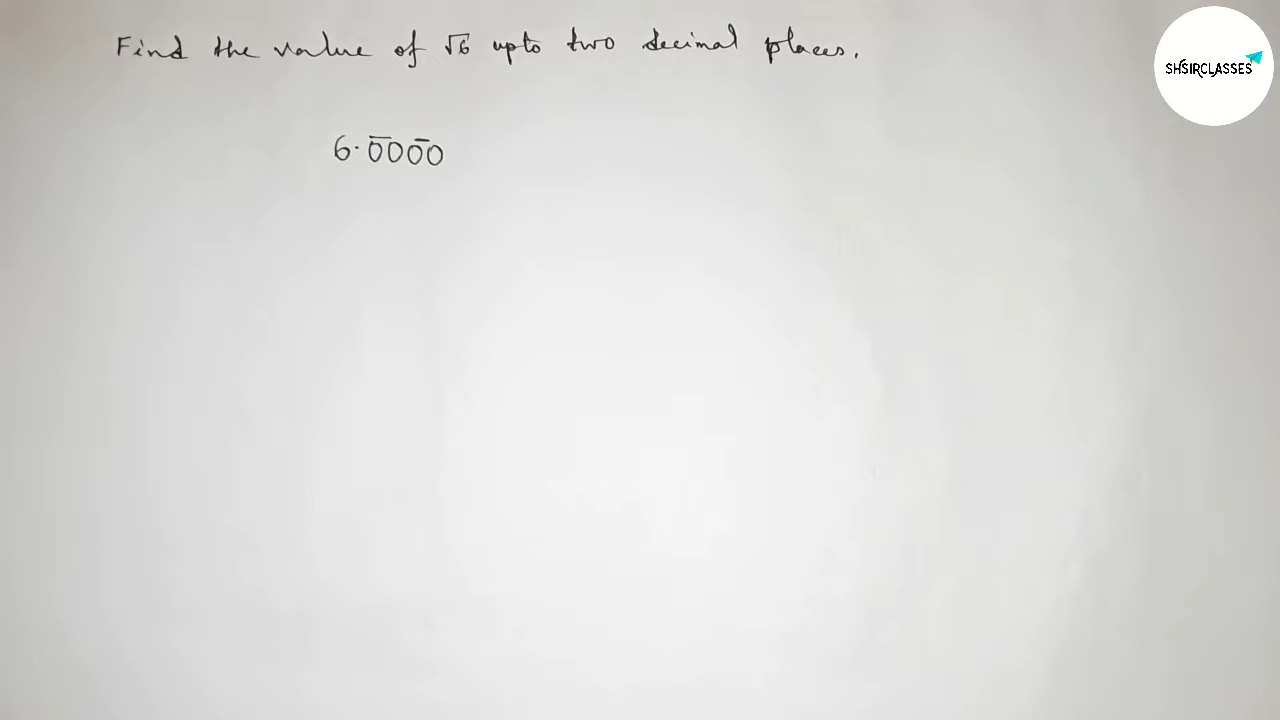 Find the value of √6 upto two decimal places.
SHSIRCLASSES
6.0000